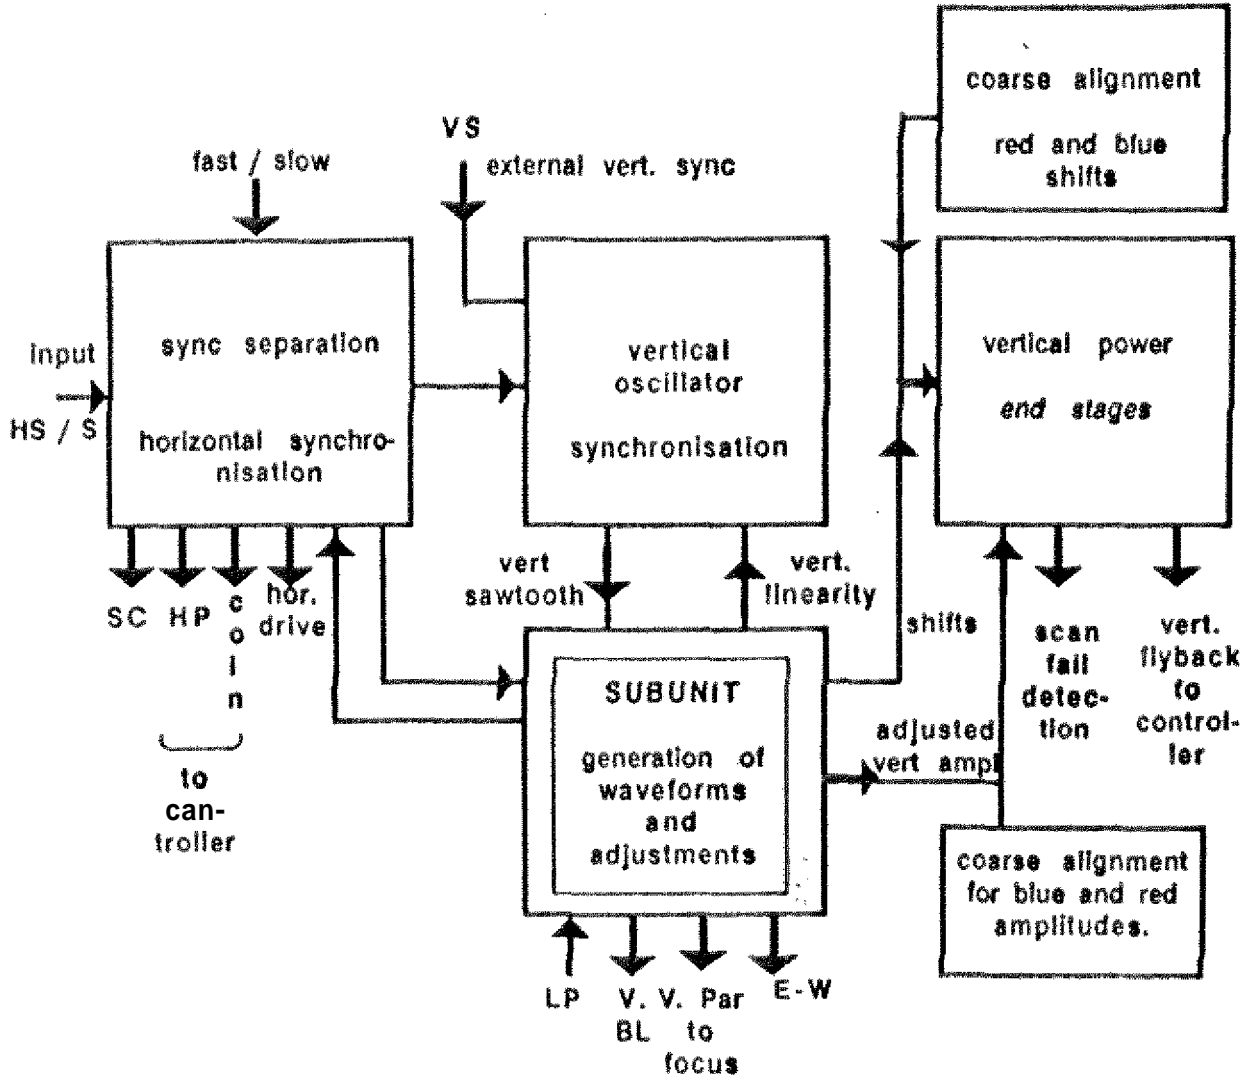 coarse alignment
red and blue
shifts
VS
external vert. sync
fast / slow
input
HS / S
sync separation
horizontal synchro-
nisation
vertical
oscillator
synchronisation
vertical power
end stages
SC
HP
coin
hor.
drive
to
can-
troller
vert
sawtooth
vert.
linearity
shifts
scan
fail
detec-
tion
vert.
flyback
to
control-
ler
SUBUNIT
generation of
waveforms
and
adjustments
adjusted
vert ampl
coarse alignment
for blue and red
amplitudes.
LP
V.
BL
V. Par
to
focus
E-W